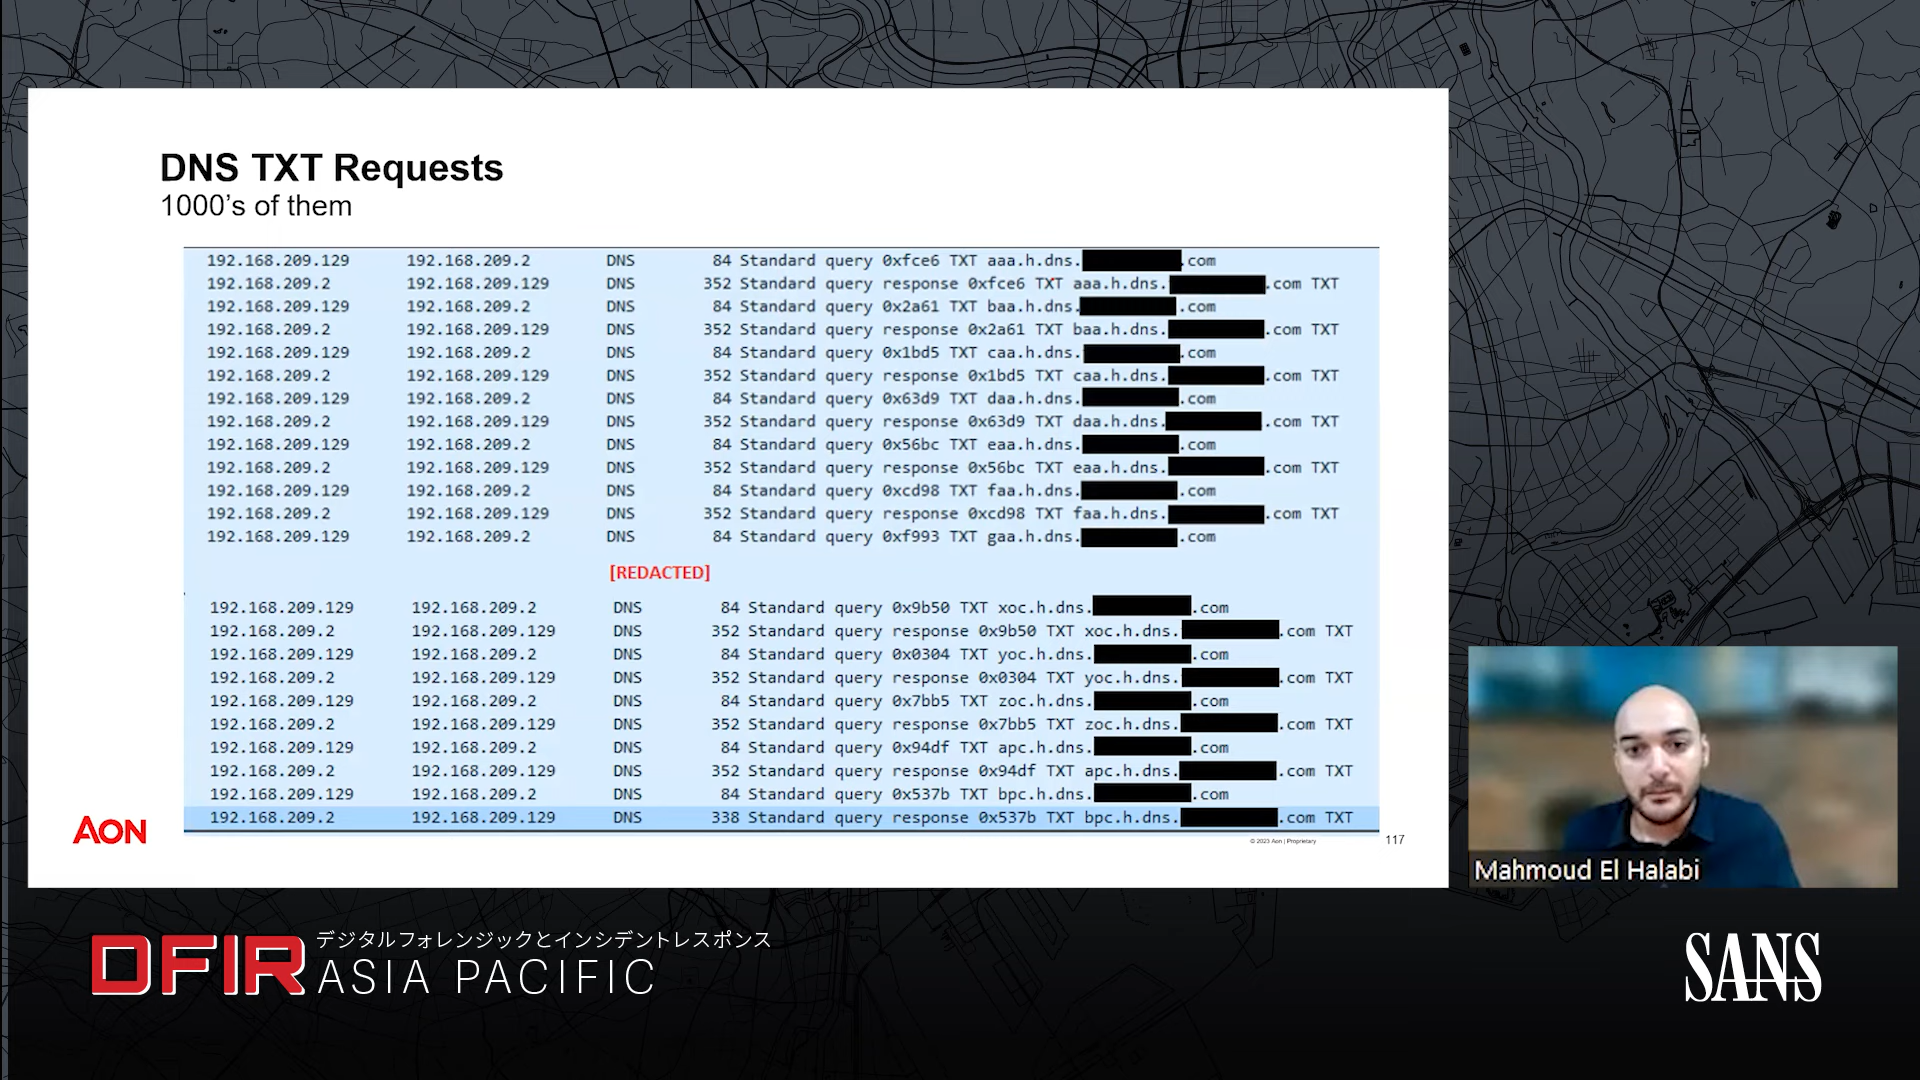 DNS TXT Requests
1000's of them
192.168.209.129 192.168.209.2 DNS 84 Standard query 0xfce6 TXT aaa.h.dns. .com
192.168.209.2 192.168.209.129 DNS 352 Standard query response 0xfce6 TXT aaa.h.dns. .com TXT
192.168.209.129 192.168.209.2 DNS 84 Standard query 0x2a61 TXT baa.h.dns. .com
192.168.209.2 192.168.209.129 DNS 352 Standard query response 0x2a61 TXT baa.h.dns. .com TXT
192.168.209.129 192.168.209.2 DNS 84 Standard query 0x1bd5 TXT caa.h.dns. .com
192.168.209.2 192.168.209.129 DNS 352 Standard query response 0x1bd5 TXT caa.h.dns. .com TXT
192.168.209.129 192.168.209.2 DNS 84 Standard query 0x63d9 TXT daa.h.dns. .com
192.168.209.2 192.168.209.129 DNS 352 Standard query response 0x63d9 TXT daa.h.dns. .com TXT
192.168.209.129 192.168.209.2 DNS 84 Standard query 0x56bc TXT eaa.h.dns. .com
192.168.209.2 192.168.209.129 DNS 352 Standard query response 0x56bc TXT eaa.h.dns. .com TXT
192.168.209.129 192.168.209.2 DNS 84 Standard query 0xcd98 TXT faa.h.dns. .com
192.168.209.2 192.168.209.129 DNS 352 Standard query response 0xcd98 TXT faa.h.dns. .com TXT
192.168.209.129 192.168.209.2 DNS 84 Standard query 0xf993 TXT gaa.h.dns. .com
[REDACTED]
192.168.209.129 192.168.209.2 DNS 84 Standard query 0x9b50 TXT xoc.h.dns. .com
192.168.209.2 192.168.209.129 DNS 352 Standard query response 0x9b50 TXT xoc.h.dns. .com TXT
192.168.209.129 192.168.209.2 DNS 84 Standard query 0x0304 TXT yoc.h.dns. .com
192.168.209.2 192.168.209.129 DNS 352 Standard query response 0x0304 TXT yoc.h.dns. .com TXT
192.168.209.129 192.168.209.2 DNS 84 Standard query 0x7bb5 TXT zoc.h.dns. .com
192.168.209.2 192.168.209.129 DNS 352 Standard query response 0x7bb5 TXT zoc.h.dns. .com TXT
192.168.209.129 192.168.209.2 DNS 84 Standard query 0x94df TXT apc.h.dns. .com
192.168.209.2 192.168.209.129 DNS 352 Standard query response 0x94df TXT apc.h.dns. .com TXT
192.168.209.129 192.168.209.2 DNS 84 Standard query 0x537b TXT bpc.h.dns. .com
192.168.209.2 192.168.209.129 DNS 338 Standard query response 0x537b TXT bpc.h.dns. .com TXT
AON
© 2023 Aon | Proprietary
117
Mahmoud El Halabi
DFIR
デジタルフォレンジックとインシデントレスポンス
ASIA PACIFIC
SANS